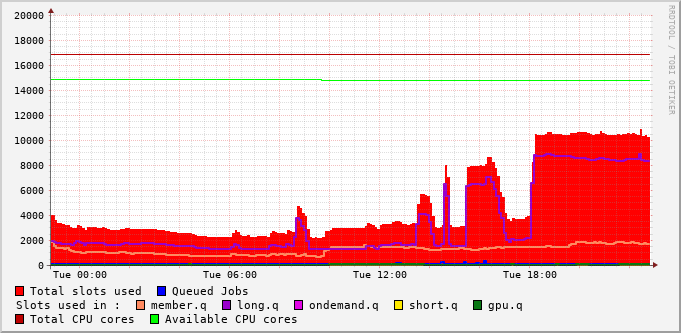 RRDTOOL / TOBI OETIKER
20000
18000
16000
14000
12000
10000
8000
6000
4000
2000
0
Tue 00:00 Tue 06:00 Tue 12:00 Tue 18:00
Total slots used Queued Jobs
Slots used in : member.q long.q ondemand.q short.q gpu.q
Total CPU cores Available CPU cores